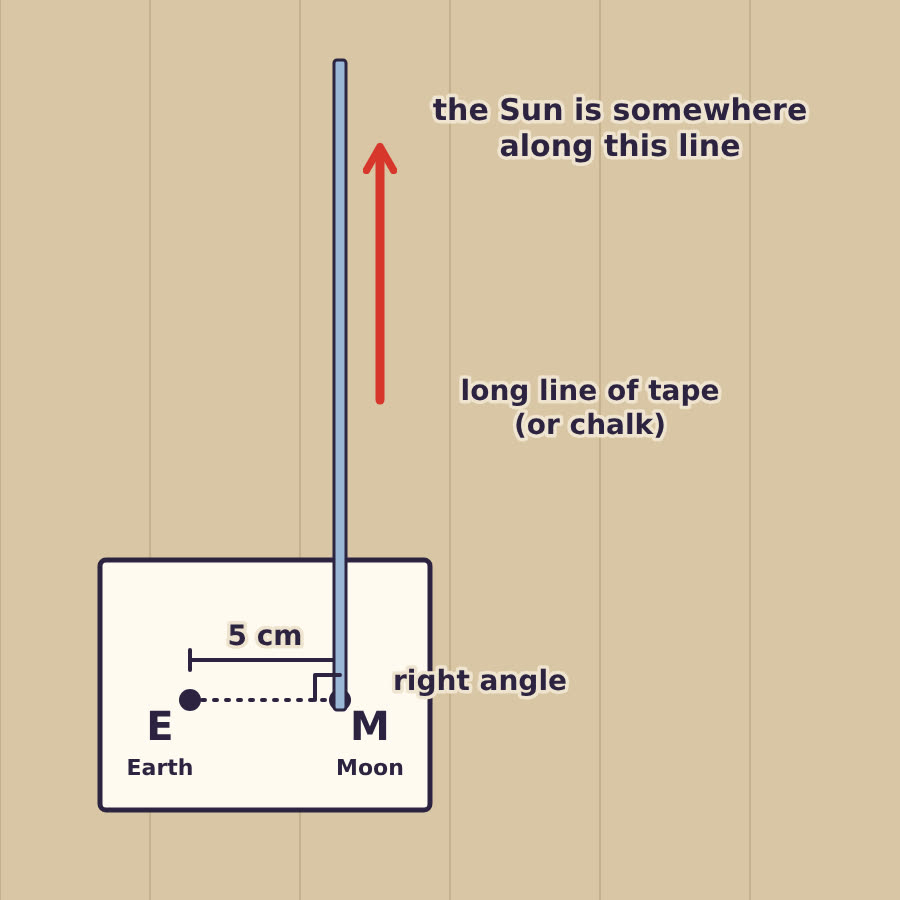 the Sun is somewhere
along this line
long line of tape
(or chalk)
5 cm
right angle
E
M
Earth
Moon